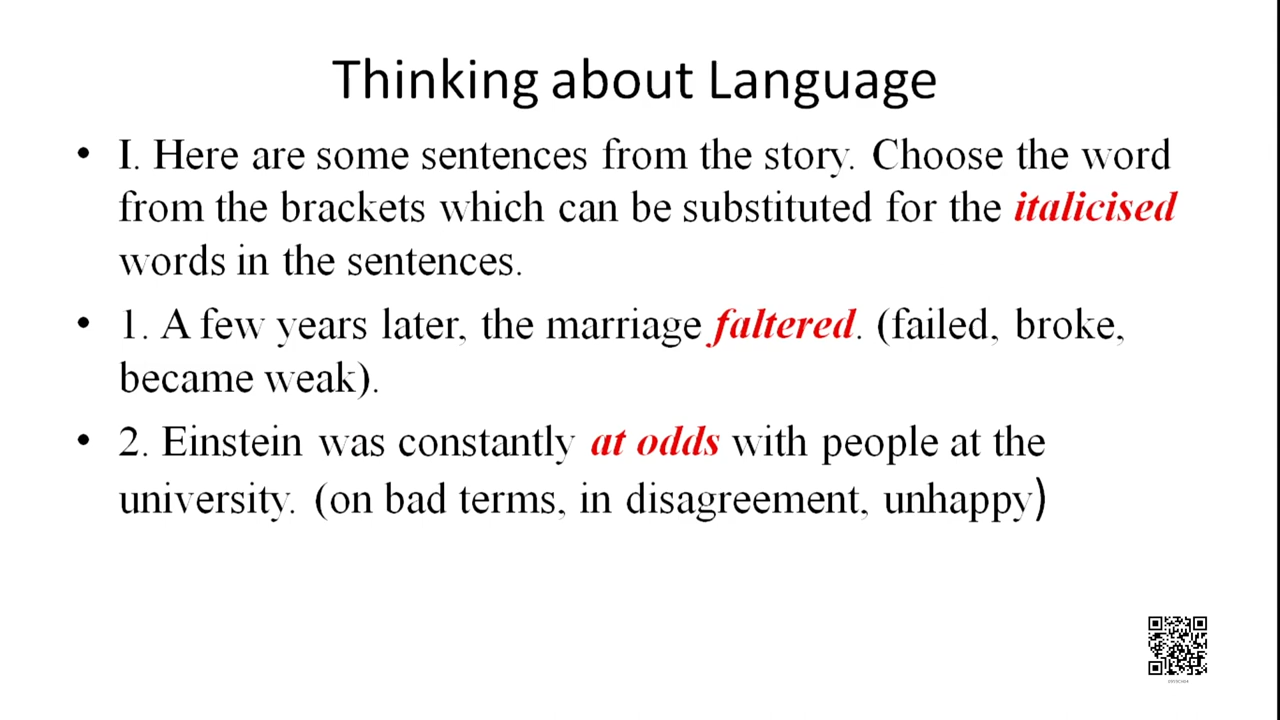 Thinking about Language
• I. Here are some sentences from the story. Choose the word
from the brackets which can be substituted for the italicised
words in the sentences.
• 1. A few years later, the marriage faltered. (failed, broke,
became weak).
• 2. Einstein was constantly at odds with people at the
university. (on bad terms, in disagreement, unhappy)